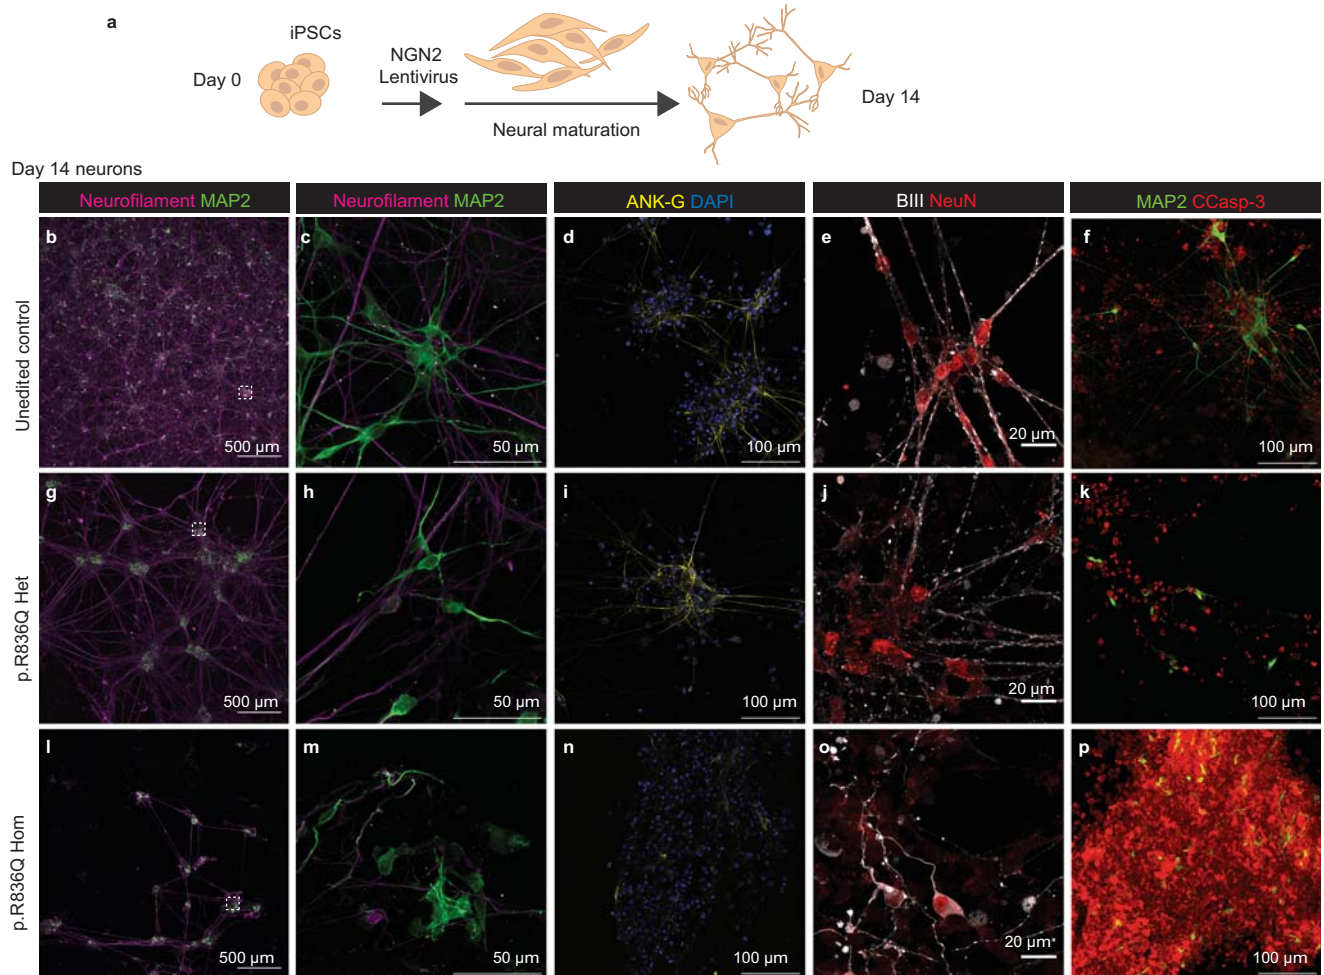 a
iPSCs
Day 0
NGN2
Lentivirus
Neural maturation
Day 14
Day 14 neurons
Neurofilament MAP2
Neurofilament MAP2
ANK-G DAPI
BIII NeuN
MAP2 CCasp-3
Unedited control
b
500 µm
c
50 µm
d
100 µm
e
20 µm
f
100 µm
p.R836Q Het
g
500 µm
h
50 µm
i
100 µm
j
20 µm
k
100 µm
p.R836Q Hom
l
500 µm
m
50 µm
n
100 µm
o
20 µm
p
100 µm